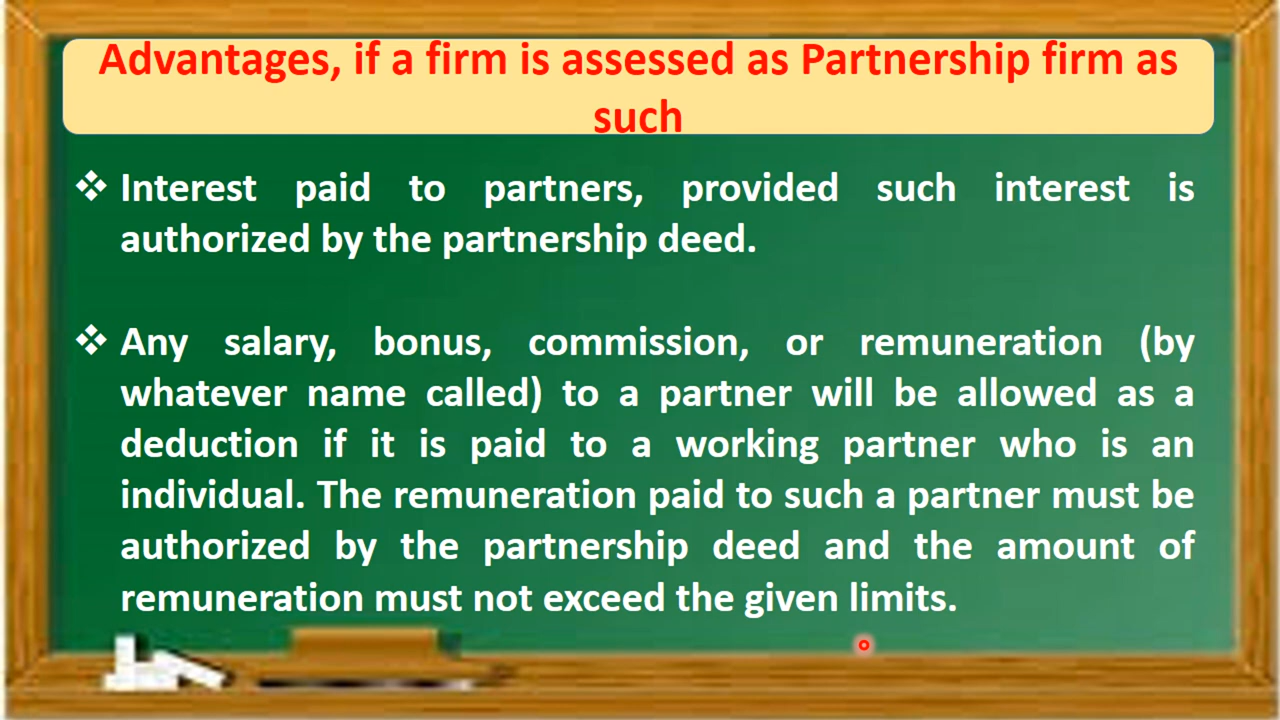 Advantages, if a firm is assessed as Partnership firm as
such
❖ Interest paid to partners, provided such interest is
authorized by the partnership deed.
❖ Any salary, bonus, commission, or remuneration (by
whatever name called) to a partner will be allowed as a
deduction if it is paid to a working partner who is an
individual. The remuneration paid to such a partner must be
authorized by the partnership deed and the amount of
remuneration must not exceed the given limits.